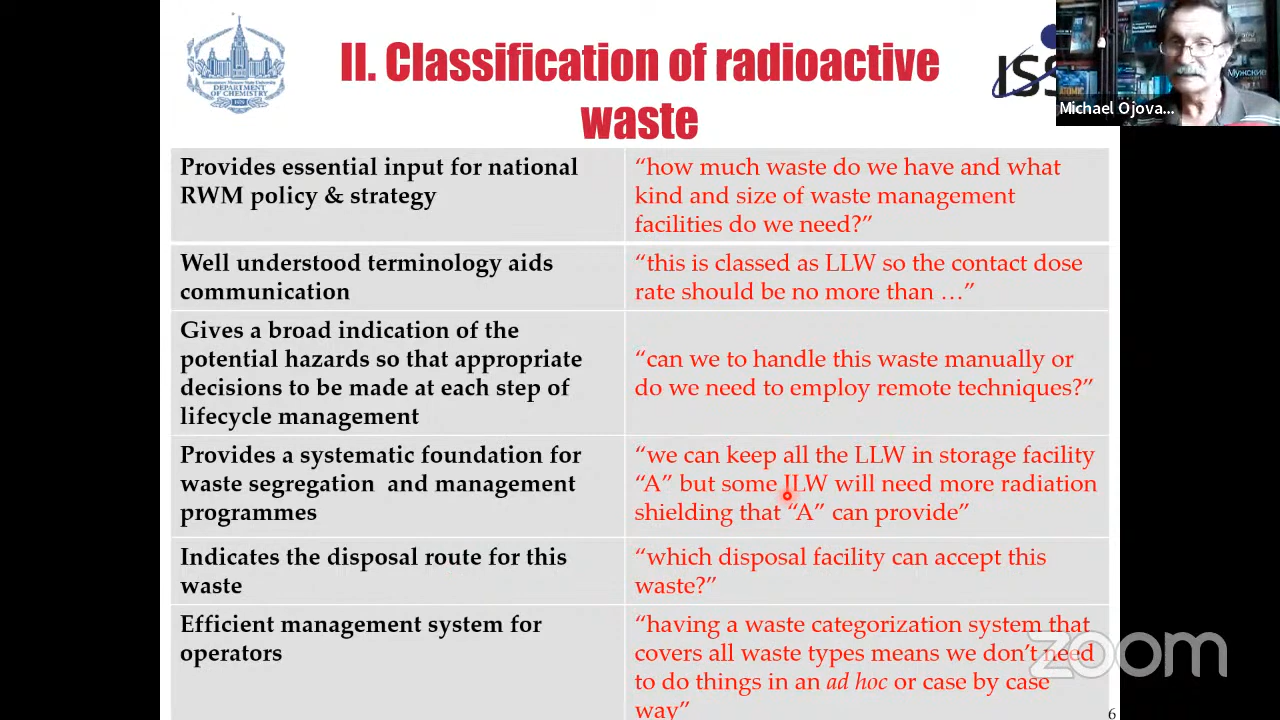 II. Classification of radioactive
waste
DEPARTMENT
OF CHEMISTRY
Michael Ojova...
Мужские
Provides essential input for national
RWM policy & strategy
“how much waste do we have and what
kind and size of waste management
facilities do we need?”
Well understood terminology aids
communication
“this is classed as LLW so the contact dose
rate should be no more than …”
Gives a broad indication of the
potential hazards so that appropriate
decisions to be made at each step of
lifecycle management
“can we to handle this waste manually or
do we need to employ remote techniques?”
Provides a systematic foundation for
waste segregation and management
programmes
“we can keep all the LLW in storage facility
“A” but some ILW will need more radiation
shielding that “A” can provide”
Indicates the disposal route for this
waste
“which disposal facility can accept this
waste?”
Efficient management system for
operators
“having a waste categorization system that
covers all waste types means we don’t need
to do things in an ad hoc or case by case
way”
zoom
6